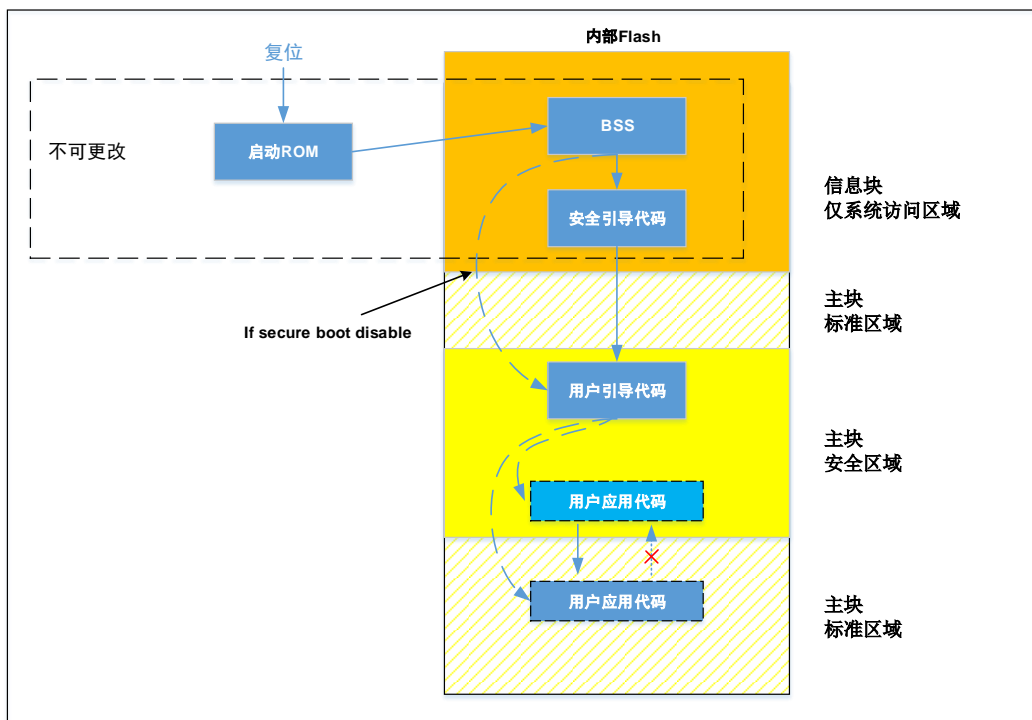 内部Flash
复位
不可更改
启动ROM
BSS
安全引导代码
信息块
仅系统访问区域
主块
标准区域
If secure boot disable
用户引导代码
主块
安全区域
用户应用代码
用户应用代码
主块
标准区域